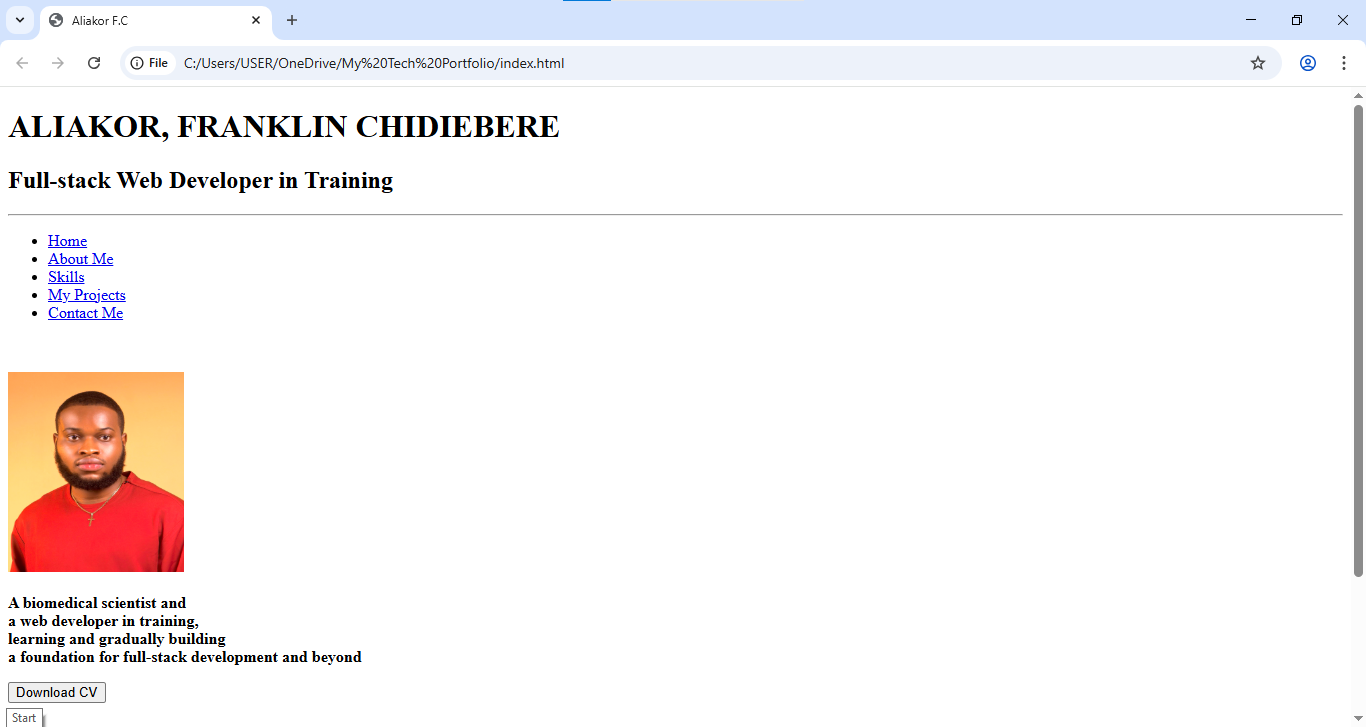 Aliakor F.C
File
C:/Users/USER/OneDrive/My%20Tech%20Portfolio/index.html
ALIAKOR, FRANKLIN CHIDIEBERE
Full-stack Web Developer in Training
Home
About Me
Skills
My Projects
Contact Me
A biomedical scientist and
a web developer in training,
learning and gradually building
a foundation for full-stack development and beyond
Download CV
Start